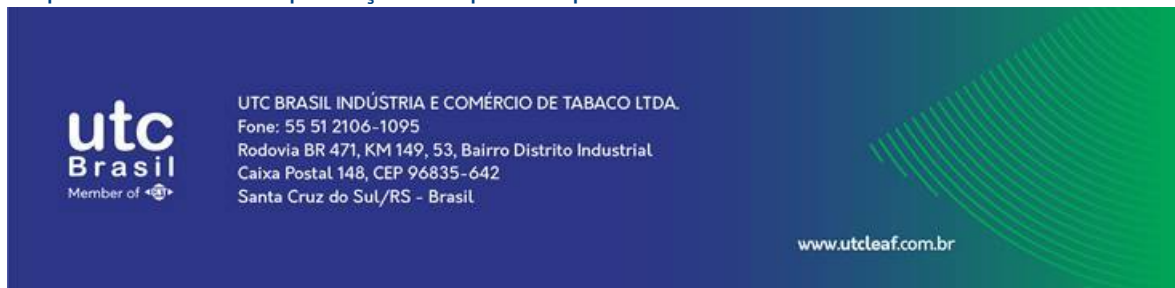 utc
Brasil
Member of
UTC BRASIL INDÚSTRIA E COMÉRCIO DE TABACO LTDA.
Fone: 55 51 2106-1095
Rodovia BR 471, KM 149, 53, Bairro Distrito Industrial
Caixa Postal 148, CEP 96835-642
Santa Cruz do Sul/RS - Brasil
www.utcleaf.com.br